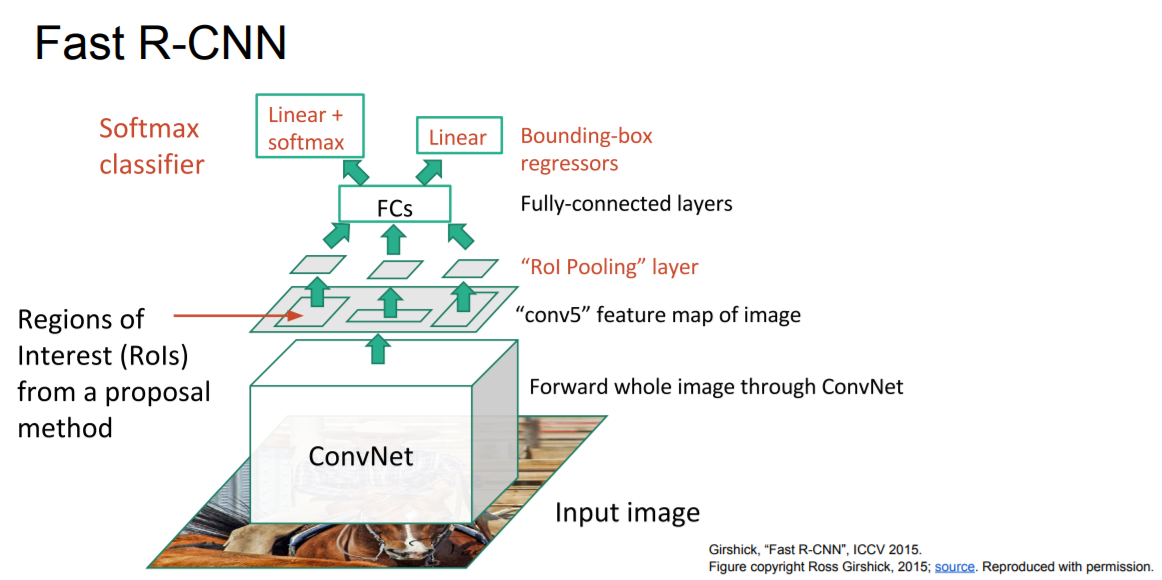 Fast R-CNN
Softmax
classifier
Linear +
softmax
Linear
Bounding-box
regressors
FCs
Fully-connected layers
“RoI Pooling” layer
Regions of
Interest (RoIs)
from a proposal
method
“conv5” feature map of image
Forward whole image through ConvNet
ConvNet
Input image
Girshick, “Fast R-CNN”, ICCV 2015.
Figure copyright Ross Girshick, 2015; source. Reproduced with permission.